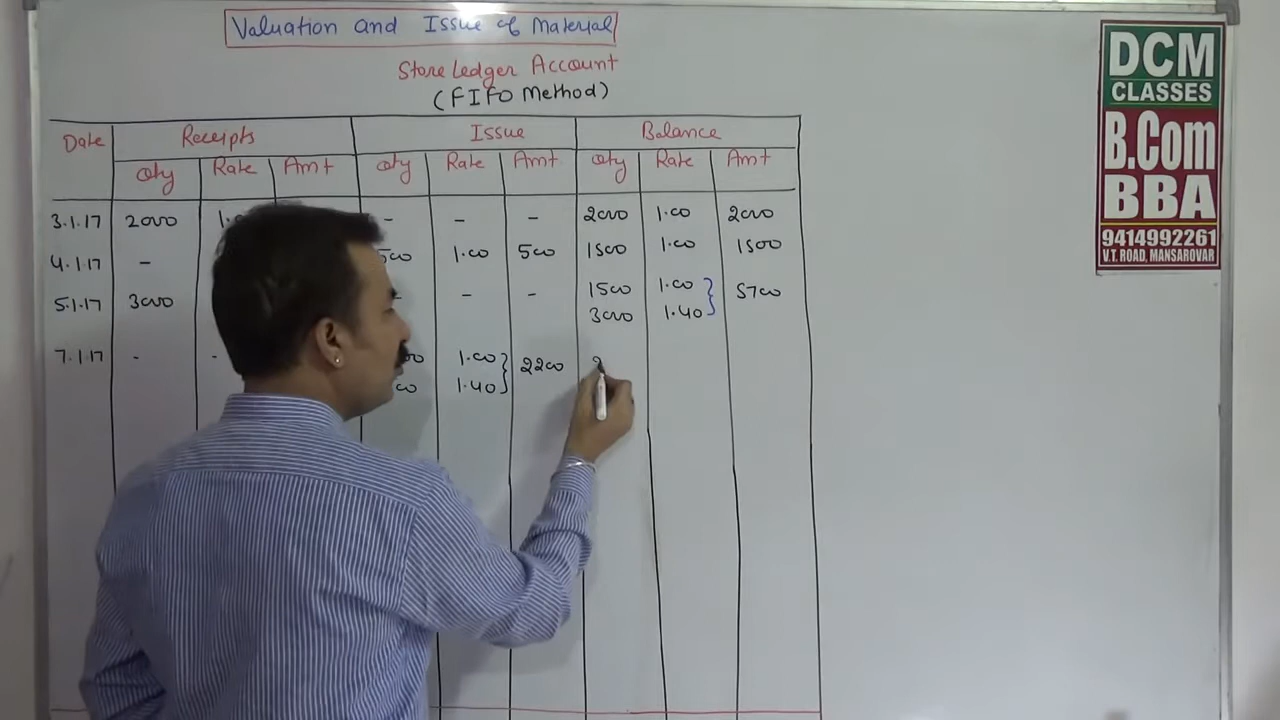 Valuation and Issue of Material
Store Ledger Account
(FIFO Method)
Date Receipts Issue Balance
Qty Rate Amt Qty Rate Amt Qty Rate Amt
3.1.17 2000 - - - 2000 1.00 2000
4.1.17 - 500 1.00 500 1500 1.00 1500
5.1.17 3000 - - - 1500 1.00 5700
3000 1.40
7.1.17 - - 1.00 2200
1.40
DCM
CLASSES
B.Com
BBA
9414992261
V.T. ROAD, MANSAROVAR